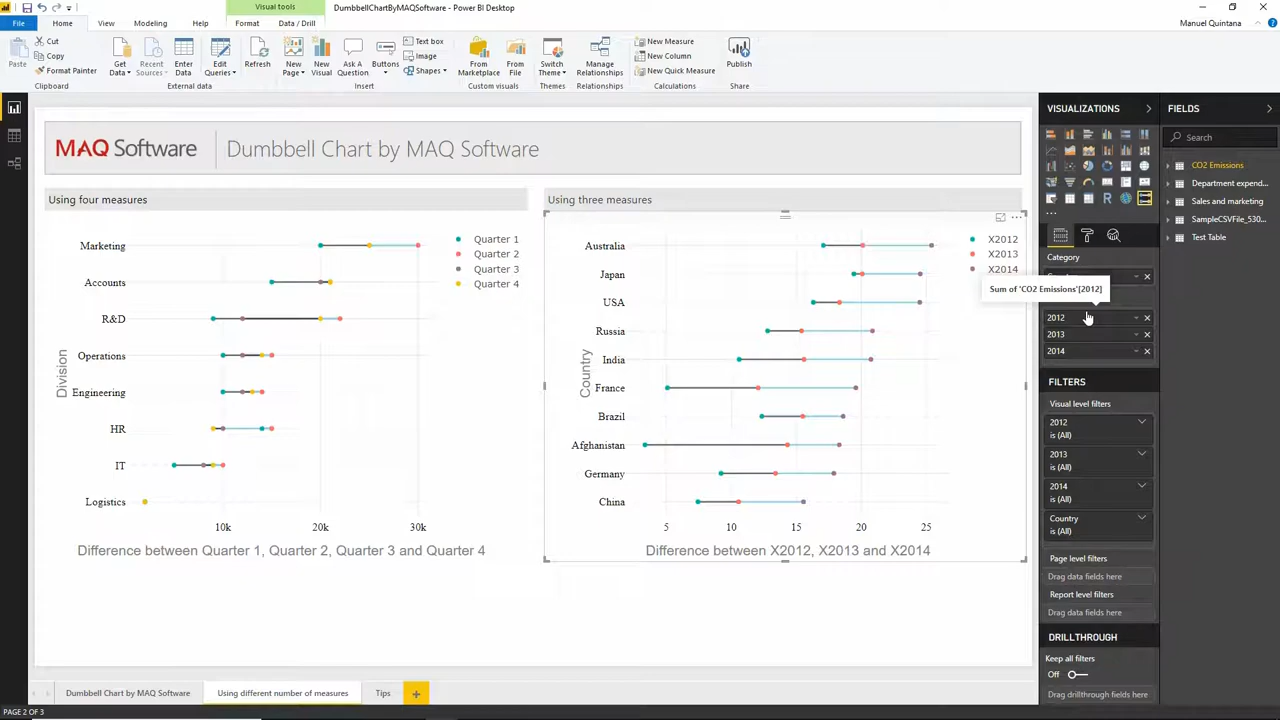 Visual tools
DumbbellChartByMAQSoftware - Power BI Desktop
File Home View Modeling Help Format Data / Drill
Manuel Quintana
Paste
Cut
Copy
Format Painter
Clipboard
Get Data
Recent Sources
Enter Data
Edit Queries
External data
Refresh
New Page
New Visual
Ask A Question
Buttons
Text box
Image
Shapes
Insert
From Marketplace
From File
Custom visuals
Switch Theme
Themes
Manage Relationships
Relationships
New Measure
New Column
New Quick Measure
Calculations
Publish
Share
MAQ Software
Dumbbell Chart by MAQ Software
Using four measures
Division
Marketing
Accounts
R&D
Operations
Engineering
HR
IT
Logistics
10k 20k 30k
Difference between Quarter 1, Quarter 2, Quarter 3 and Quarter 4
Quarter 1
Quarter 2
Quarter 3
Quarter 4
Using three measures
Country
Australia
Japan
USA
Russia
India
France
Brazil
Afghanistan
Germany
China
5 10 15 20 25
Difference between X2012, X2013 and X2014
X2012
X2013
X2014
VISUALIZATIONS
R
Category
Sum of 'CO2 Emissions'[2012]
2012
2013
2014
FILTERS
Visual level filters
2012
is (All)
2013
is (All)
2014
is (All)
Country
is (All)
Page level filters
Drag data fields here
Report level filters
Drag data fields here
DRILLTHROUGH
Keep all filters
Off
Drag drillthrough fields here
FIELDS
Search
CO2 Emissions
Department expend...
Sales and marketing
SampleCSVFile_530...
Test Table
Dumbbell Chart by MAQ Software
Using different number of measures
Tips
PAGE 2 OF 3